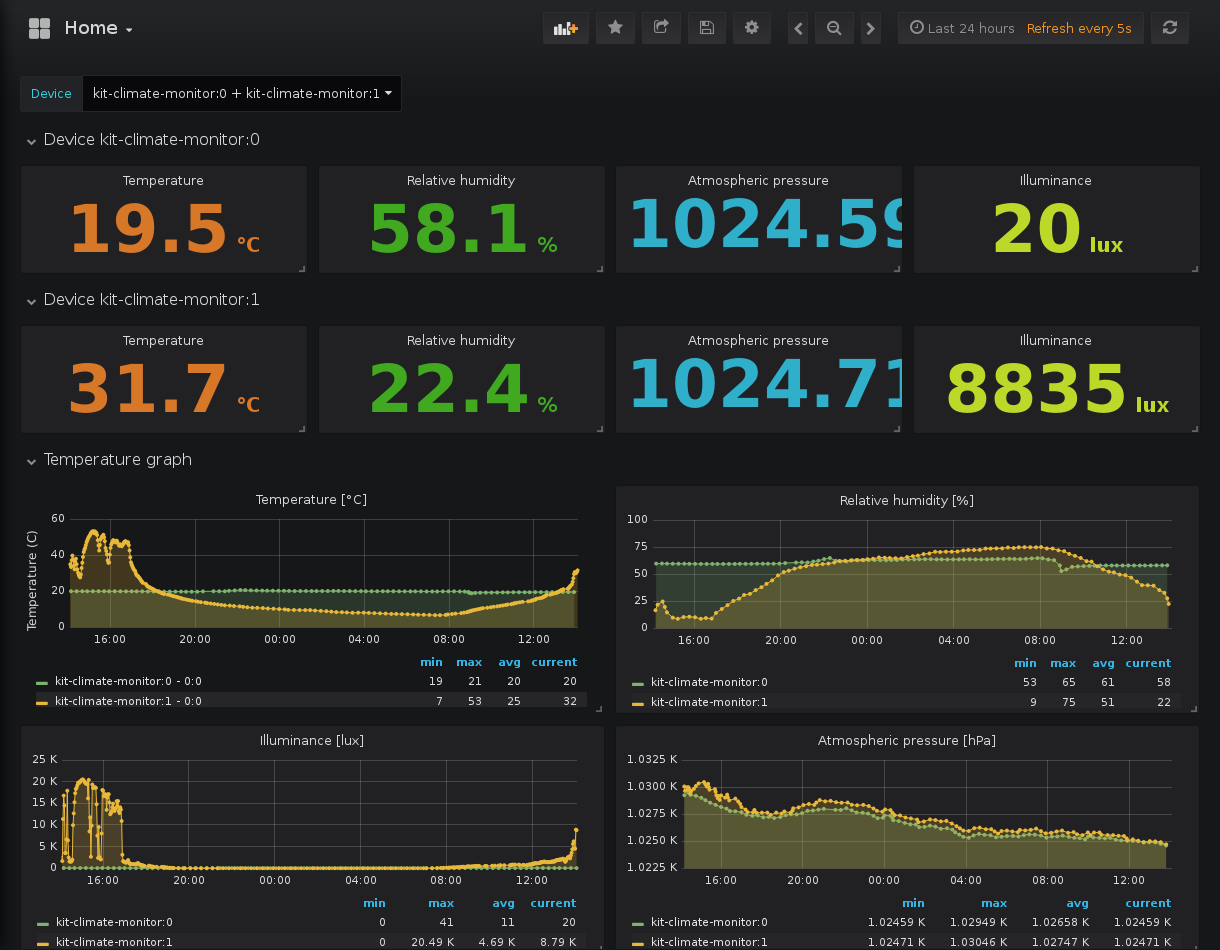 Home
Last 24 hours Refresh every 5s
Device kit-climate-monitor:0 + kit-climate-monitor:1
Device kit-climate-monitor:0
Temperature Relative humidity Atmospheric pressure Illuminance
19.5 °C 58.1 % 1024.59 20 lux
Device kit-climate-monitor:1
Temperature Relative humidity Atmospheric pressure Illuminance
31.7 °C 22.4 % 1024.71 8835 lux
Temperature graph
Temperature [°C]
Temperature (C)
60
40
20
0
16:00 20:00 00:00 04:00 08:00 12:00
min max avg current
kit-climate-monitor:0 - 0:0 19 21 20 20
kit-climate-monitor:1 - 0:0 7 53 25 32
Relative humidity [%]
100
75
50
25
0
16:00 20:00 00:00 04:00 08:00 12:00
min max avg current
kit-climate-monitor:0 53 65 61 58
kit-climate-monitor:1 9 75 51 22
Illuminance [lux]
25 K
20 K
15 K
10 K
5 K
0
16:00 20:00 00:00 04:00 08:00 12:00
min max avg current
kit-climate-monitor:0 0 41 11 20
kit-climate-monitor:1 0 20.49 K 4.69 K 8.79 K
Atmospheric pressure [hPa]
1.0325 K
1.0300 K
1.0275 K
1.0250 K
1.0225 K
16:00 20:00 00:00 04:00 08:00 12:00
min max avg current
kit-climate-monitor:0 1.02459 K 1.02949 K 1.02658 K 1.02459 K
kit-climate-monitor:1 1.02471 K 1.03046 K 1.02747 K 1.02471 K